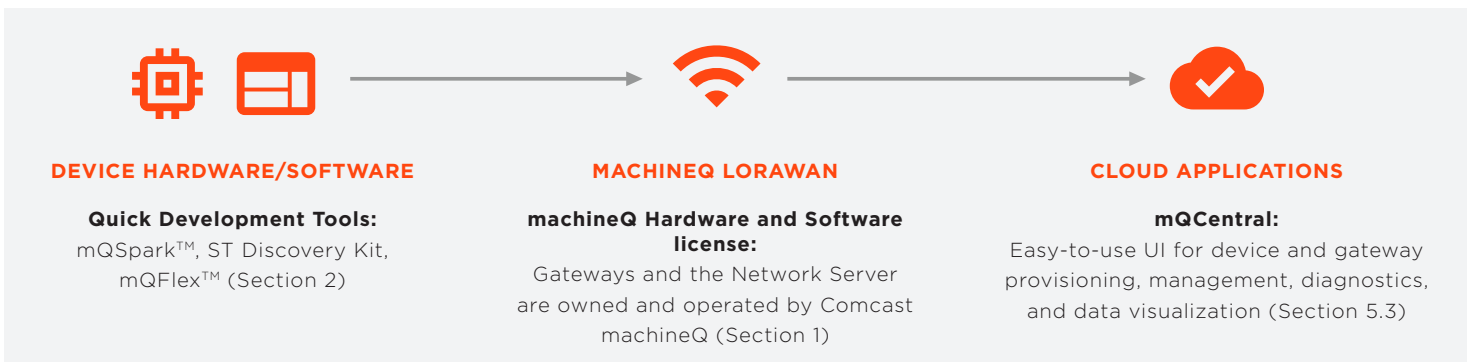 DEVICE HARDWARE/SOFTWARE
Quick Development Tools:
mQSpark™, ST Discovery Kit,
mQFlex™ (Section 2)
MACHINEQ LORAWAN
machineQ Hardware and Software
license:
Gateways and the Network Server
are owned and operated by Comcast
machineQ (Section 1)
CLOUD APPLICATIONS
mQCentral:
Easy-to-use UI for device and gateway
provisioning, management, diagnostics,
and data visualization (Section 5.3)